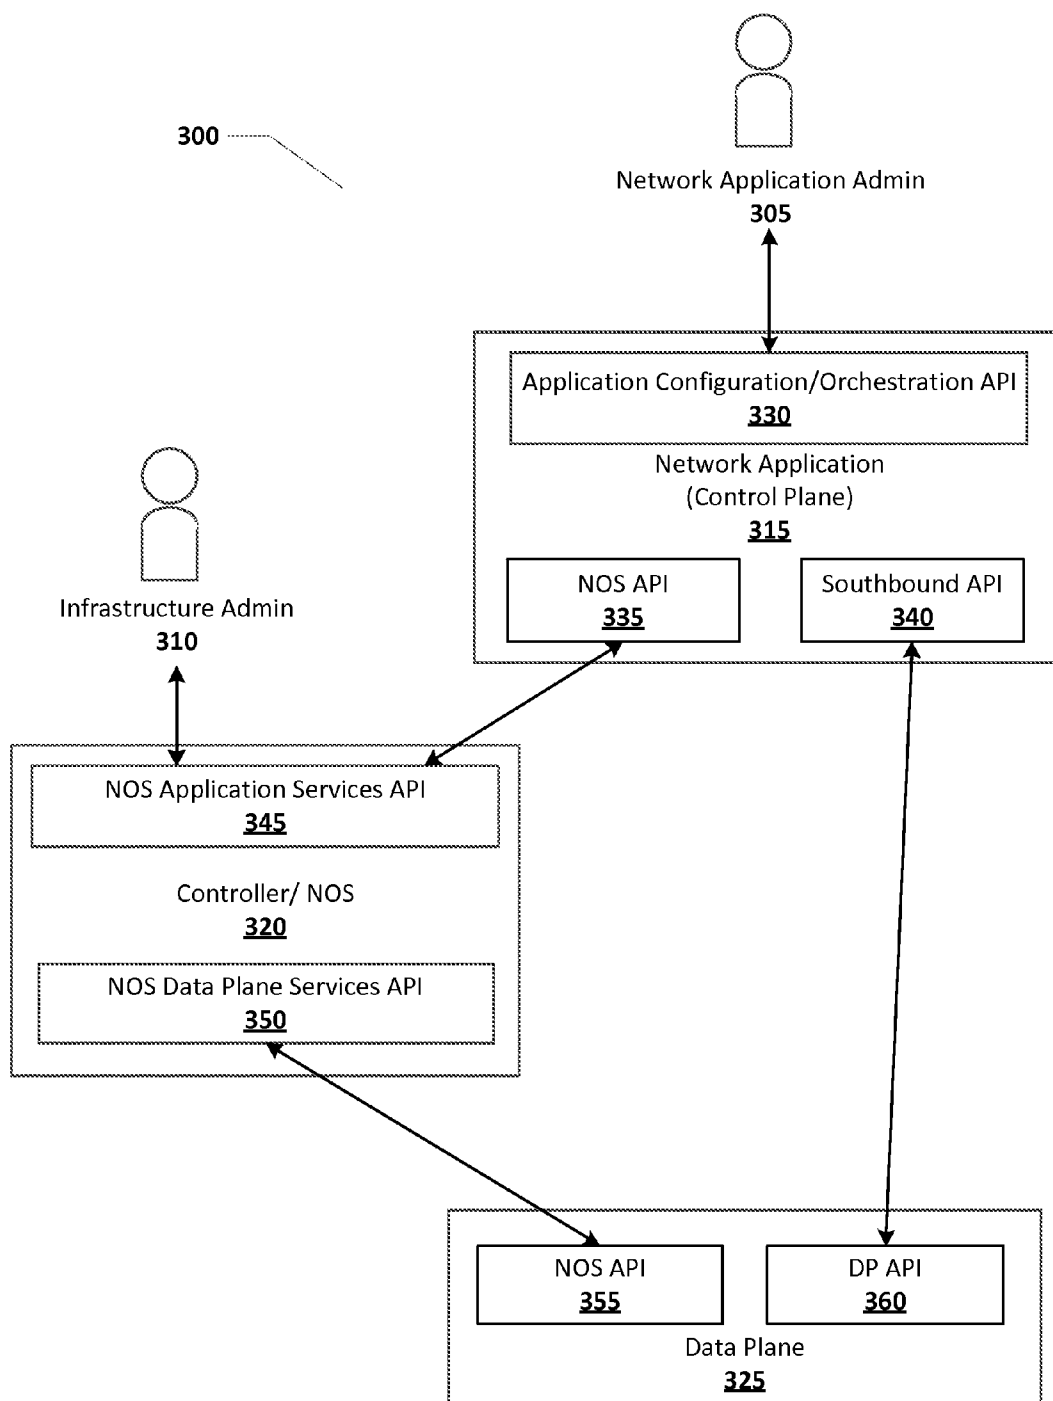 300
Network Application Admin
305
Application Configuration/Orchestration API
330
Network Application
(Control Plane)
315
NOS API
335
Southbound API
340
Infrastructure Admin
310
NOS Application Services API
345
Controller/ NOS
320
NOS Data Plane Services API
350
NOS API
355
DP API
360
Data Plane
325